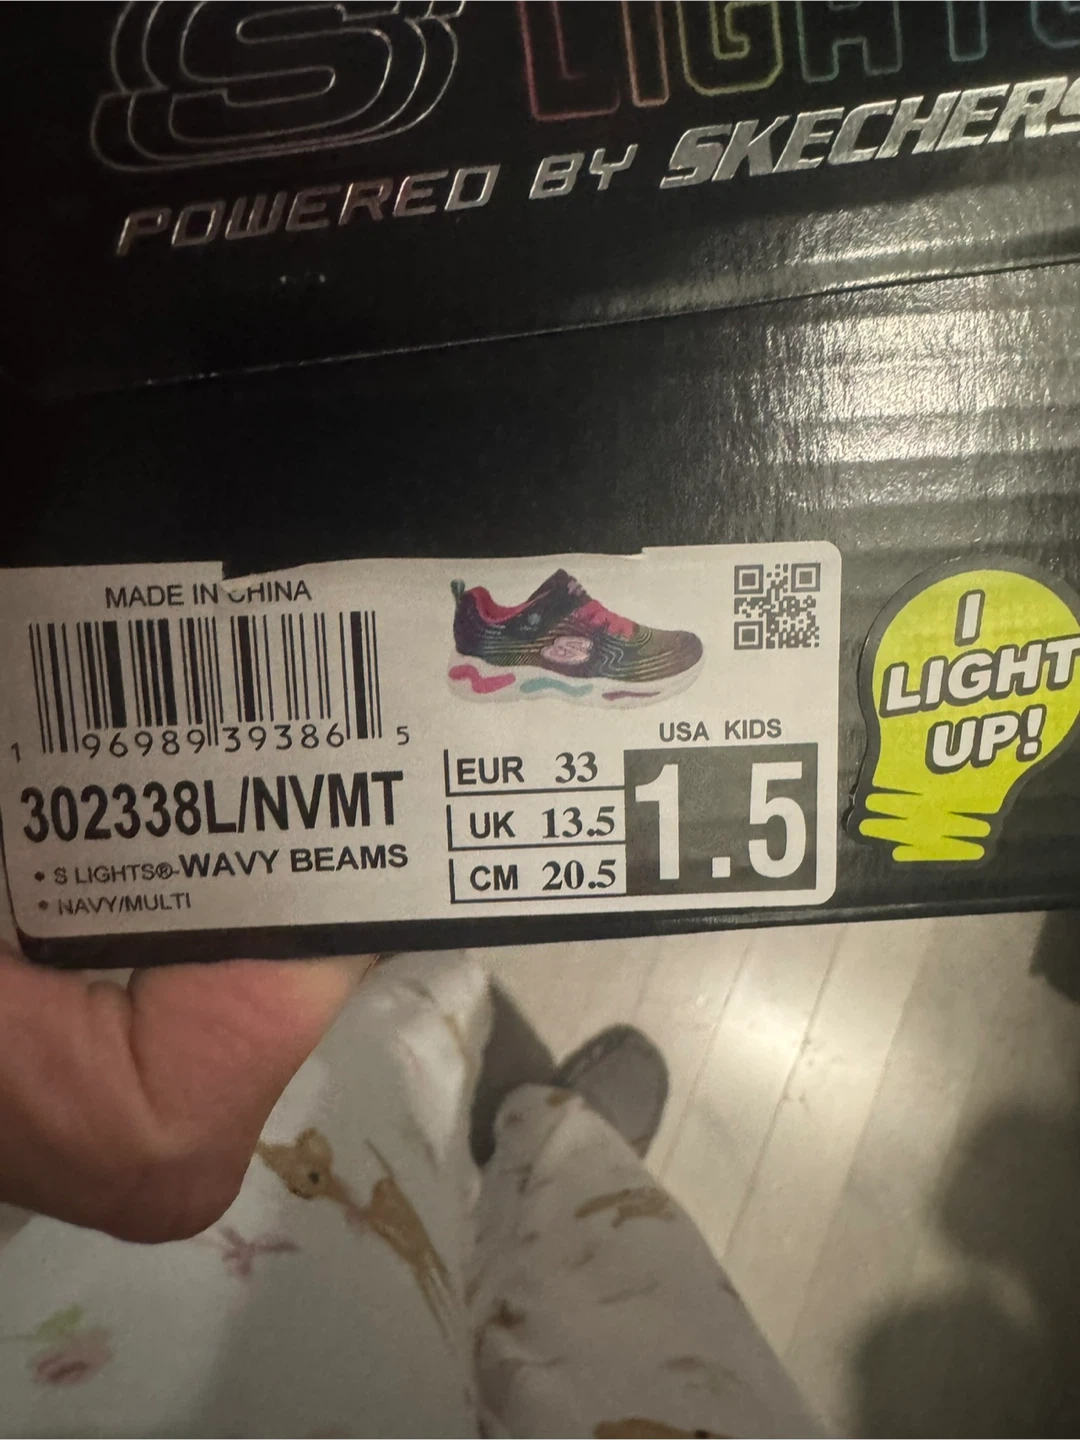 S LIGHTS
POWERED BY SKECHERS
MADE IN CHINA
1 96989 39386 5
302338L/NVMT
• S LIGHTS®-WAVY BEAMS
• NAVY/MULTI
USA KIDS
EUR 33
UK 13.5
CM 20.5
1.5
I
LIGHT
UP!